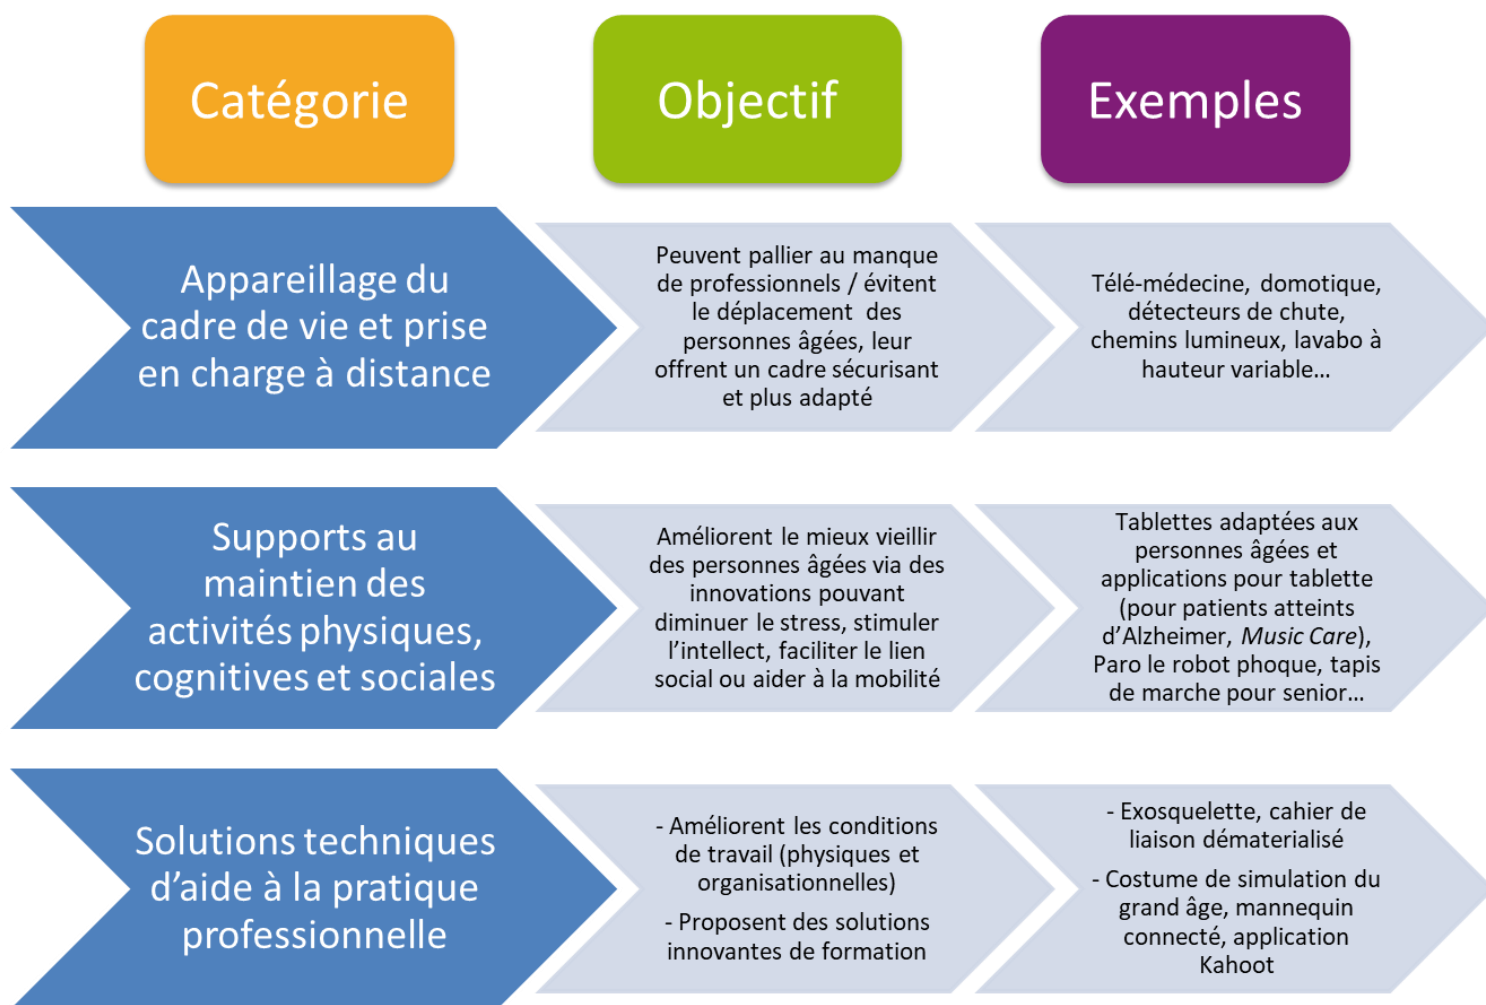 Catégorie
Objectif
Exemples
Appareillage du
cadre de vie et prise
en charge à distance
Peuvent pallier au manque
de professionnels / évitent
le déplacement des
personnes âgées, leur
offrent un cadre sécurisant
et plus adapté
Télé-médecine, domotique,
détecteurs de chute,
chemins lumineux, lavabo à
hauteur variable...
Supports au
maintien des
activités physiques,
cognitives et sociales
Améliorent le mieux vieillir
des personnes âgées via des
innovations pouvant
diminuer le stress, stimuler
l’intellect, faciliter le lien
social ou aider à la mobilité
Tablettes adaptées aux
personnes âgées et
applications pour tablette
(pour patients atteints
d’Alzheimer, Music Care),
Paro le robot phoque, tapis
de marche pour senior...
Solutions techniques
d’aide à la pratique
professionnelle
- Améliorent les conditions
de travail (physiques et
organisationnelles)
- Proposent des solutions
innovantes de formation
- Exosquelette, cahier de
liaison dématerialisé
- Costume de simulation du
grand âge, mannequin
connecté, application
Kahoot